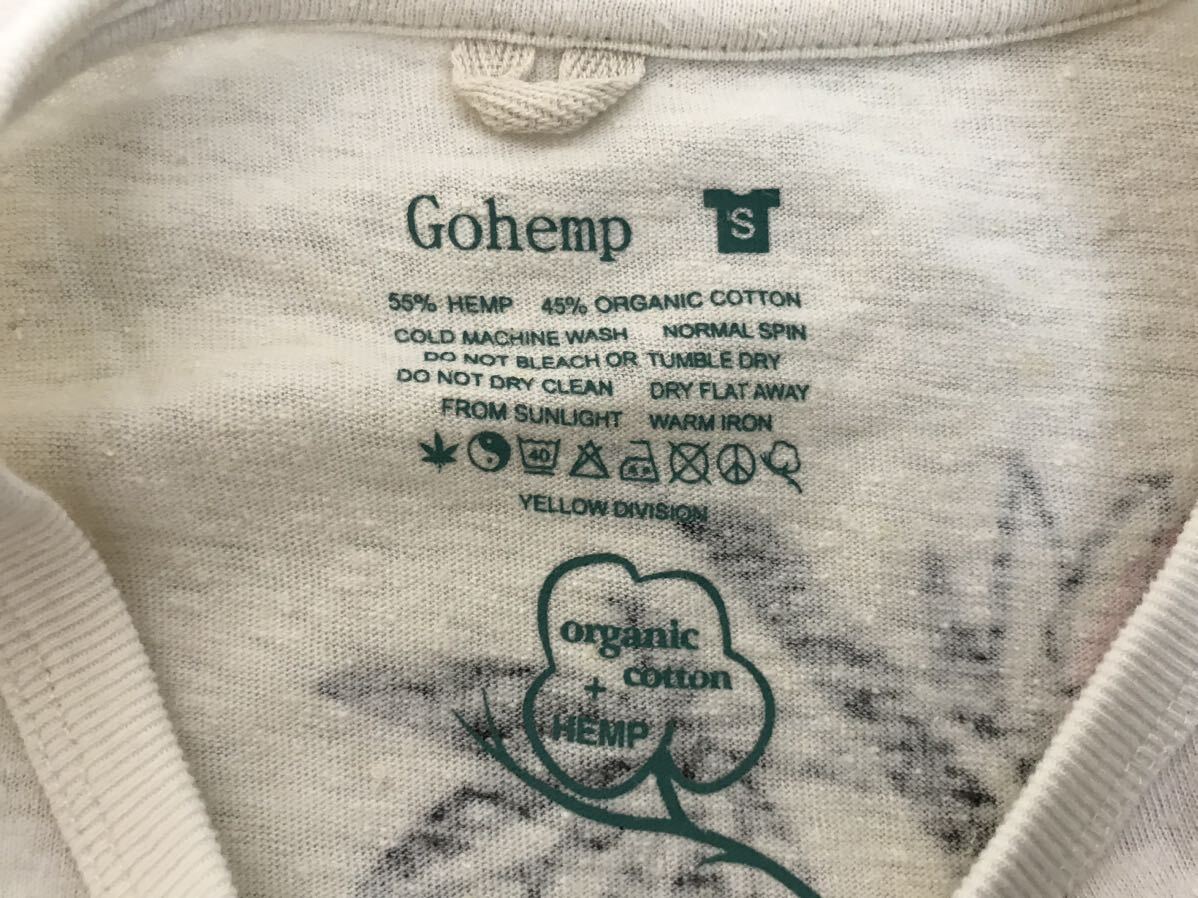 Gohemp S
55% HEMP 45% ORGANIC COTTON
COLD MACHINE WASH NORMAL SPIN
DO NOT BLEACH OR TUMBLE DRY
DO NOT DRY CLEAN DRY FLAT AWAY
FROM SUNLIGHT WARM IRON
40
YELLOW DIVISION
organic
cotton
+
HEMP